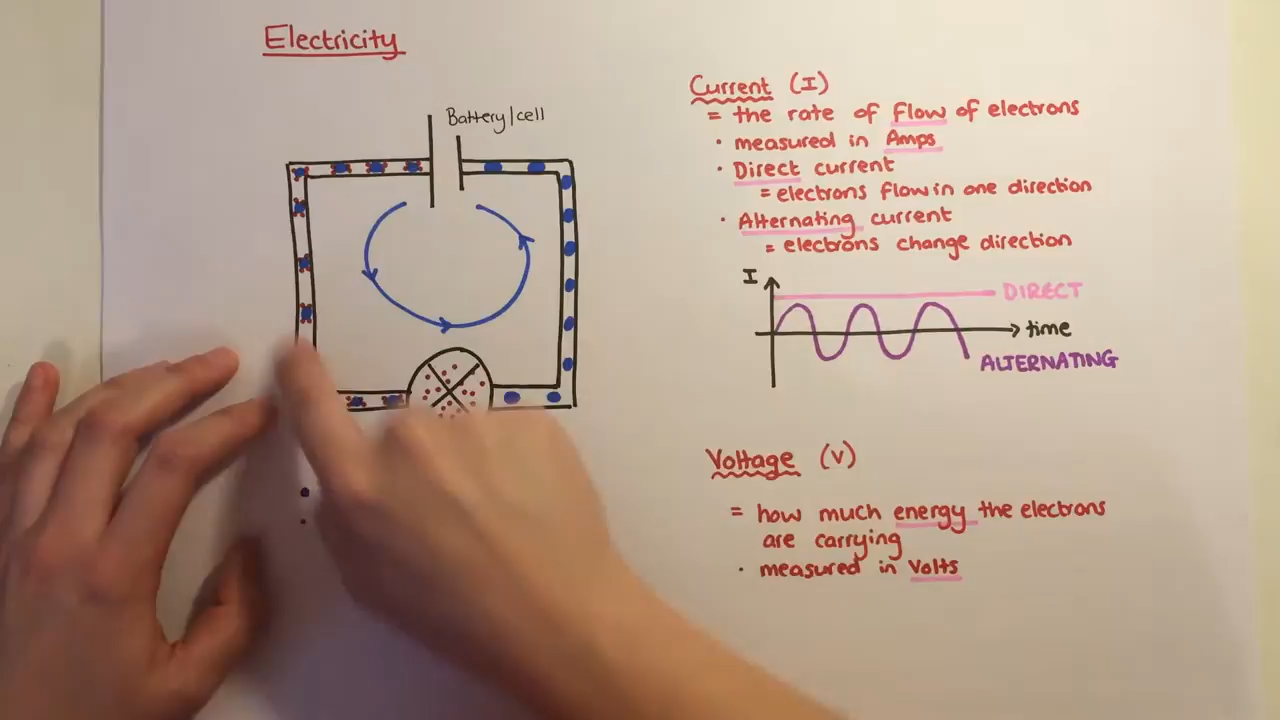 Electricity
Battery/cell
Current (I)
= the rate of flow of electrons
· measured in Amps
· Direct current
= electrons flow in one direction
· Alternating current
= electrons change direction
I
DIRECT
time
ALTERNATING
Voltage (V)
= how much energy the electrons
are carrying
· measured in Volts